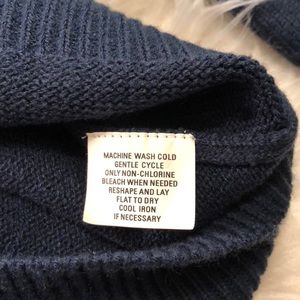 MACHINE WASH COLD
GENTLE CYCLE
ONLY NON-CHLORINE
BLEACH WHEN NEEDED
RESHAPE AND LAY
FLAT TO DRY
COOL IRON
IF NECESSARY